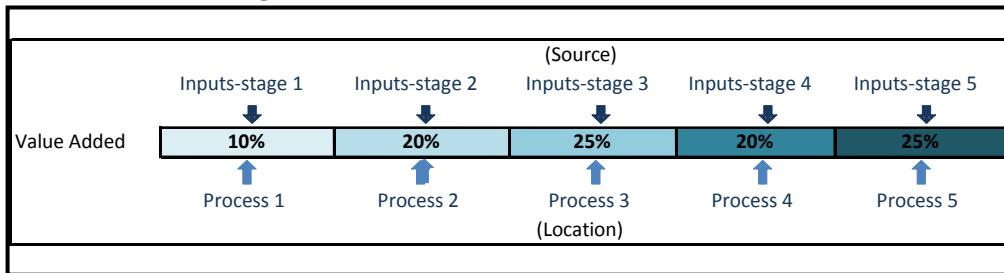 (Source)
Inputs-stage 1 Inputs-stage 2 Inputs-stage 3 Inputs-stage 4 Inputs-stage 5
Value Added 10% 20% 25% 20% 25%
Process 1 Process 2 Process 3 Process 4 Process 5
(Location)